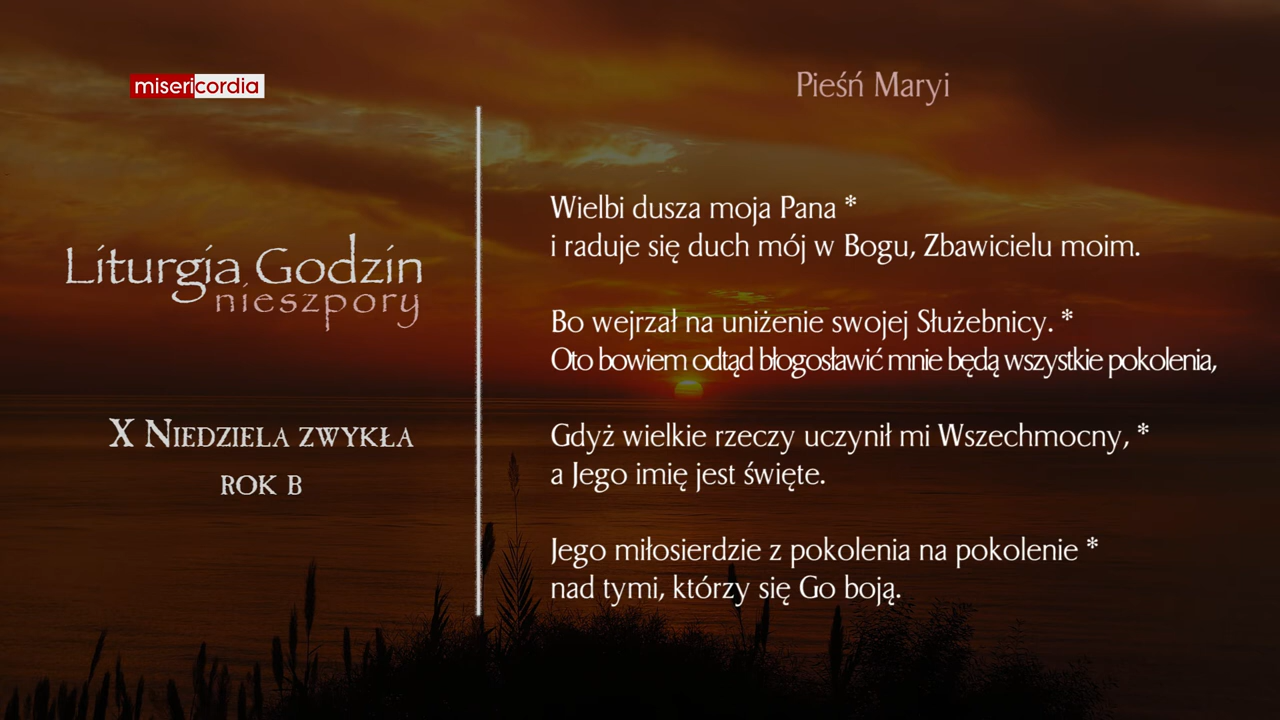 misericordia
Liturgia Godzin
nieszpory
X Niedziela zwykła
rok B
Pieśń Maryi
Wielbi dusza moja Pana *
i raduje się duch mój w Bogu, Zbawicielu moim.
Bo wejrzał na uniżenie swojej Służebnicy. *
Oto bowiem odtąd błogosławić mnie będą wszystkie pokolenia,
Gdyż wielkie rzeczy uczynił mi Wszechmocny, *
a Jego imię jest święte.
Jego miłosierdzie z pokolenia na pokolenie *
nad tymi, którzy się Go boją.